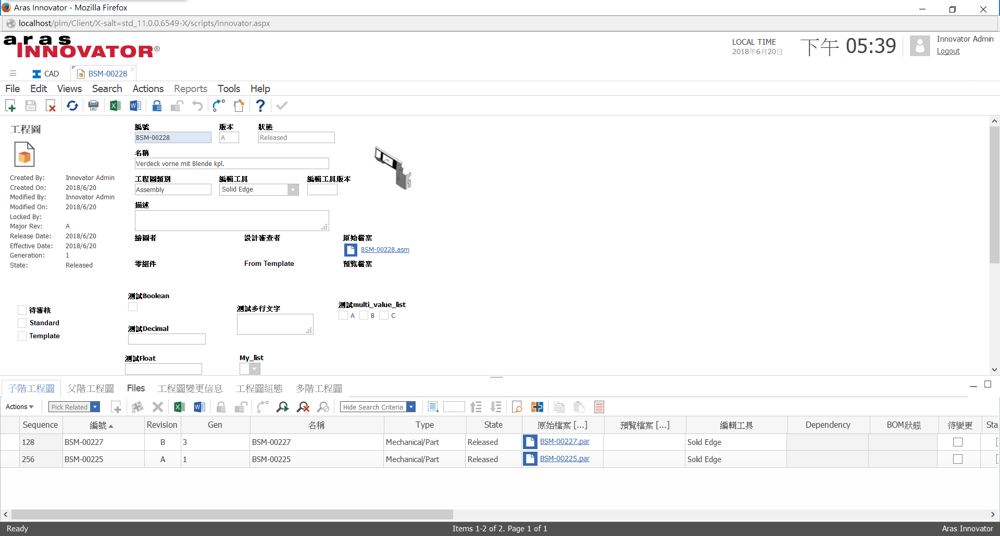 Aras Innovator - Mozilla Firefox
localhost/plm/Client/X-salt=std_11.0.0.6549-X/scripts/Innovator.aspx
aras
INNOVATOR®
LOCAL TIME
2018年6月20日
下午 05:39
Innovator Admin
Logout
CAD
BSM-00228
File Edit Views Search Actions Reports Tools Help
工程圖
編號 版本 狀態
BSM-00228 A Released
名稱
Verdeck vorne mit Blende kpl.
工程圖類別 編輯工具 編輯工具版本
Assembly Solid Edge
描述
Created By: Innovator Admin
Created On: 2018/6/20
Modified By: Innovator Admin
Modified On: 2018/6/20
Locked By:
Major Rev: A
Release Date: 2018/6/20
Effective Date: 2018/6/20
Generation: 1
State: Released
繪圖者 設計審查者 原始檔案
BSM-00228.asm
零組件 From Template 預覧檔案
待審核
Standard
Template
測試Boolean
測試Decimal
測試Float
測試多行文字
My_list
測試multi_value_list
A B C
子階工程圖 父階工程圖 Files 工程圖變更信息 工程圖組態 多階工程圖
Actions Pick Related Hide Search Criteria
Sequence 編號 Revision Gen 名稱 Type State 原始檔案 [...] 預覧檔案 [...] 編輯工具 Dependency BOM狀態 待變更 Sta
128 BSM-00227 B 3 BSM-00227 Mechanical/Part Released BSM-00227.par Solid Edge
256 BSM-00225 A 1 BSM-00225 Mechanical/Part Released BSM-00225.par Solid Edge
Ready Items 1-2 of 2. Page 1 of 1 Aras Innovator